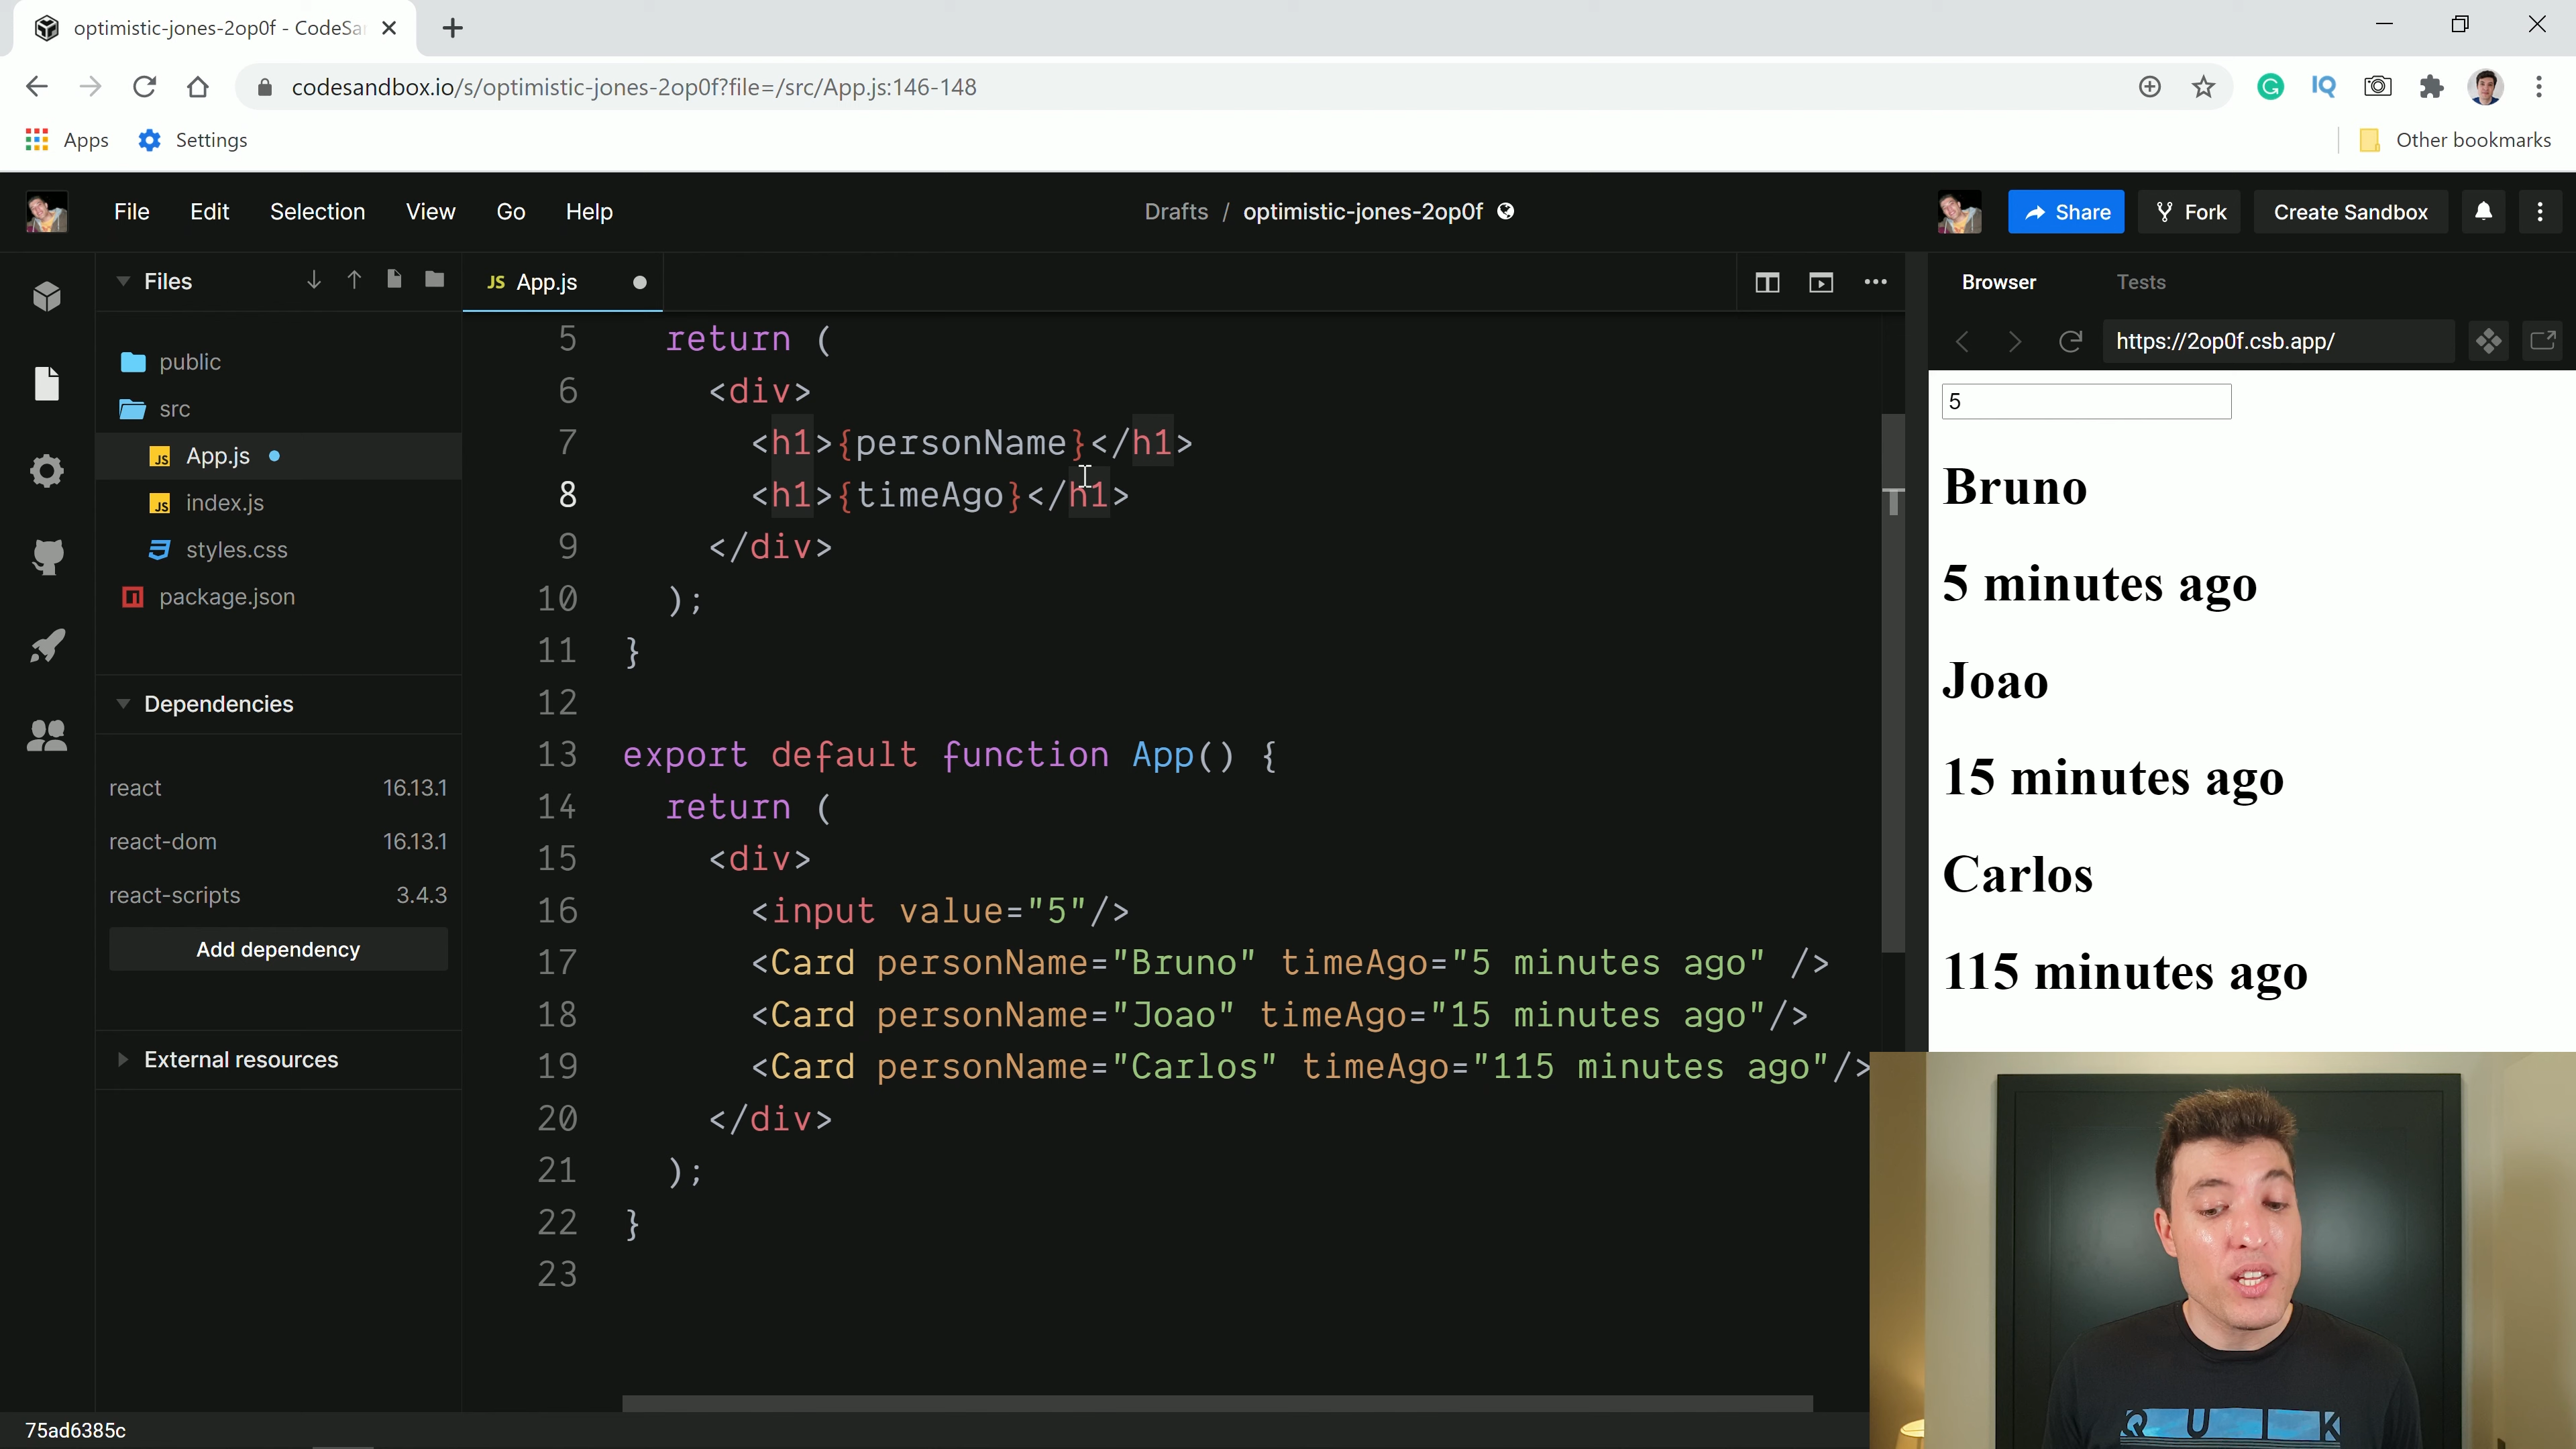 optimistic-jones-2op0f - CodeSa
codesandbox.io/s/optimistic-jones-2op0f?file=/src/App.js:146-148
Apps
Settings
Other bookmarks
File
Edit
Selection
View
Go
Help
Drafts / optimistic-jones-2op0f
Share
Fork
Create Sandbox
Files
JS App.js
Browser
Tests
https://2op0f.csb.app/
public
src
JS App.js
JS index.js
styles.css
package.json
Dependencies
react 16.13.1
react-dom 16.13.1
react-scripts 3.4.3
Add dependency
External resources
5 return (
6 <div>
7 <h1>{personName}</h1>
8 <h1>{timeAgo}</h1>
9 </div>
10 );
11 }
12
13 export default function App() {
14 return (
15 <div>
16 <input value="5"/>
17 <Card personName="Bruno" timeAgo="5 minutes ago" />
18 <Card personName="Joao" timeAgo="15 minutes ago"/>
19 <Card personName="Carlos" timeAgo="115 minutes ago"/>
20 </div>
21 );
22 }
23
5
Bruno
5 minutes ago
Joao
15 minutes ago
Carlos
115 minutes ago
75ad6385c
IQ